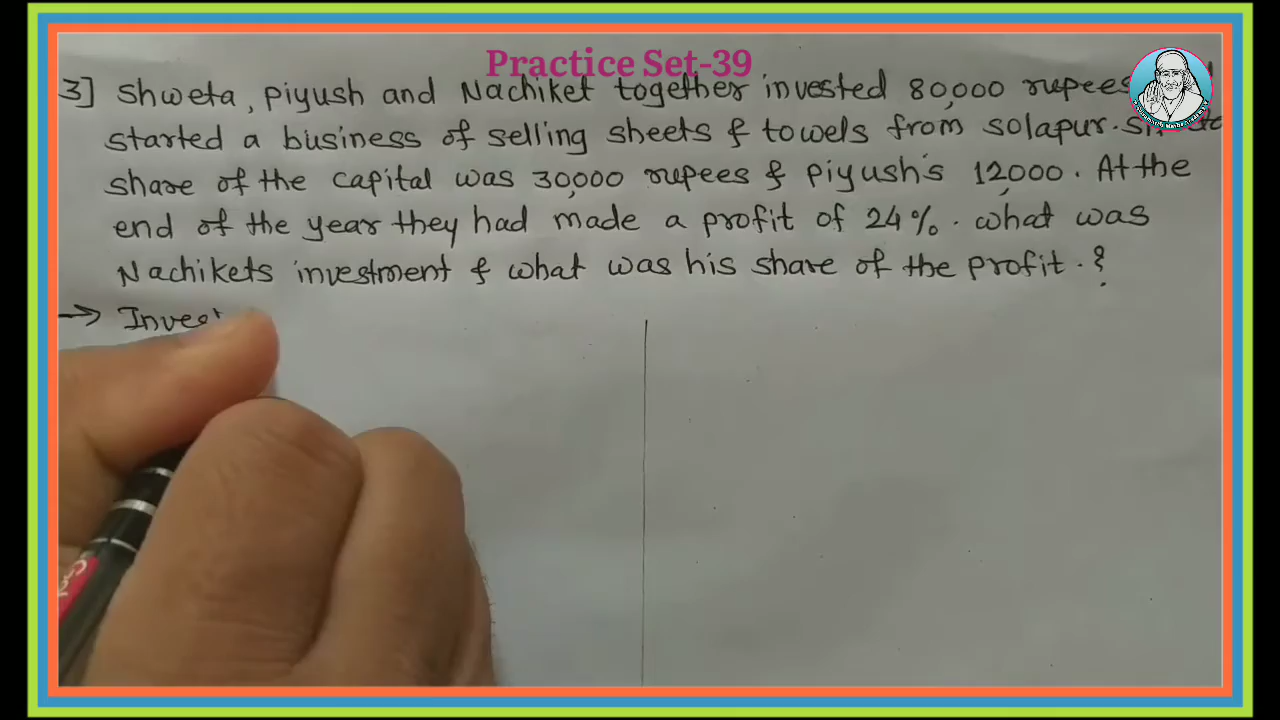 Practice Set-39
3] Shweta, Piyush and Nachiket together invested 80,000 rupees
started a business of selling sheets & towels from solapur.
share of the capital was 30,000 rupees & Piyush's 12,000. At the
end of the year they had made a profit of 24%. what was
Nachikets investment & what was his share of the profit.?
→ Invest